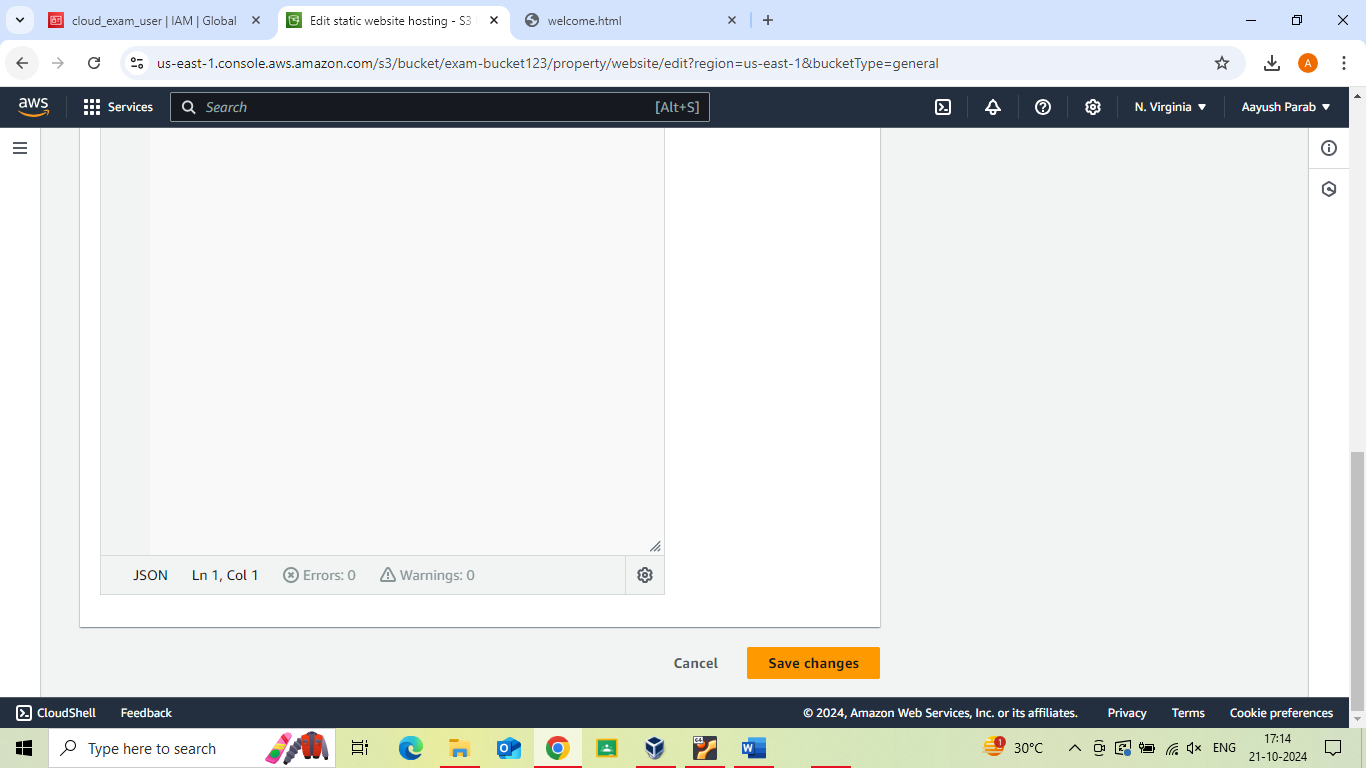 cloud_exam_user | IAM | Global
Edit static website hosting - S3
welcome.html
us-east-1.console.aws.amazon.com/s3/bucket/exam-bucket123/property/website/edit?region=us-east-1&bucketType=general
A
aws
Services
Search
[Alt+S]
N. Virginia
Aayush Parab
JSON
Ln 1, Col 1
Errors: 0
Warnings: 0
Cancel
Save changes
CloudShell
Feedback
© 2024, Amazon Web Services, Inc. or its affiliates.
Privacy
Terms
Cookie preferences
Type here to search
1
30°C
ENG
17:14
21-10-2024